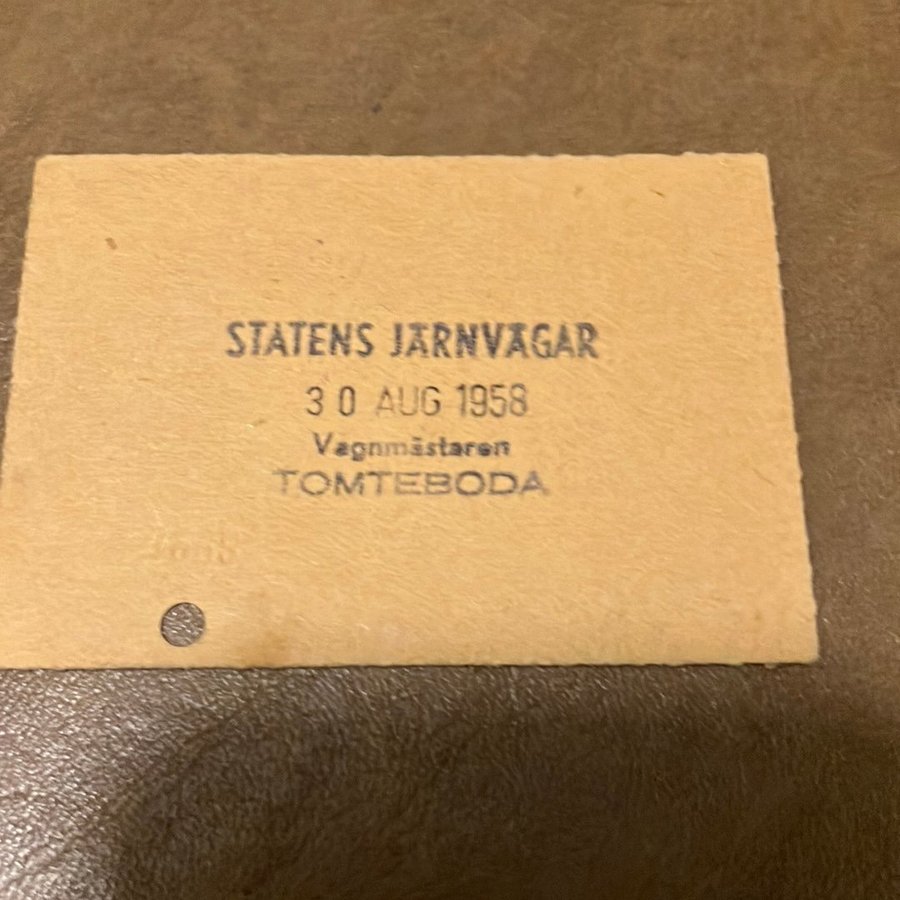 STATENS JÄRNVÄGAR
30 AUG 1958
Vagnmästaren
TOMTEBODA